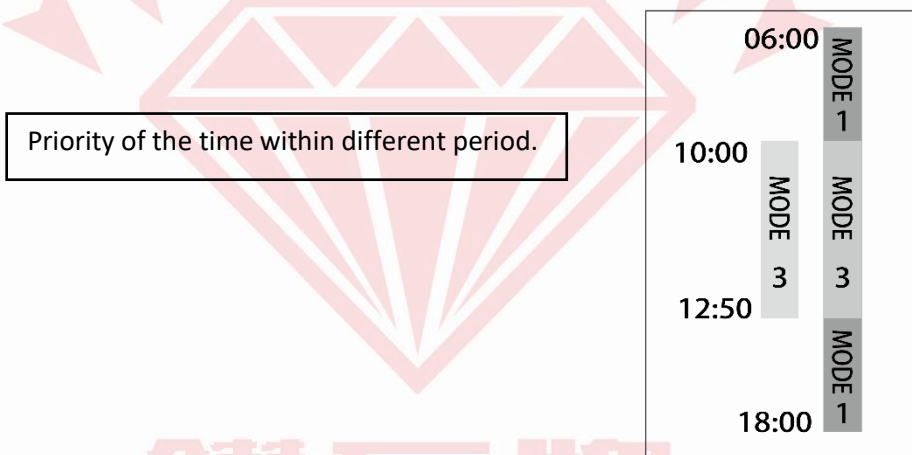 Priority of the time within different period.
06:00
MODE 1
10:00
MODE 3
MODE 3
12:50
MODE 1
18:00